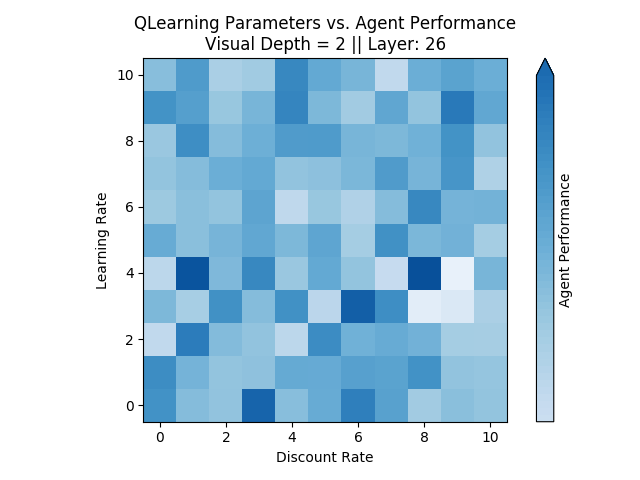 QLearning Parameters vs. Agent Performance
Visual Depth = 2 || Layer: 26
10
8
6
4
2
0
Learning Rate
0 2 4 6 8 10
Discount Rate
Agent Performance